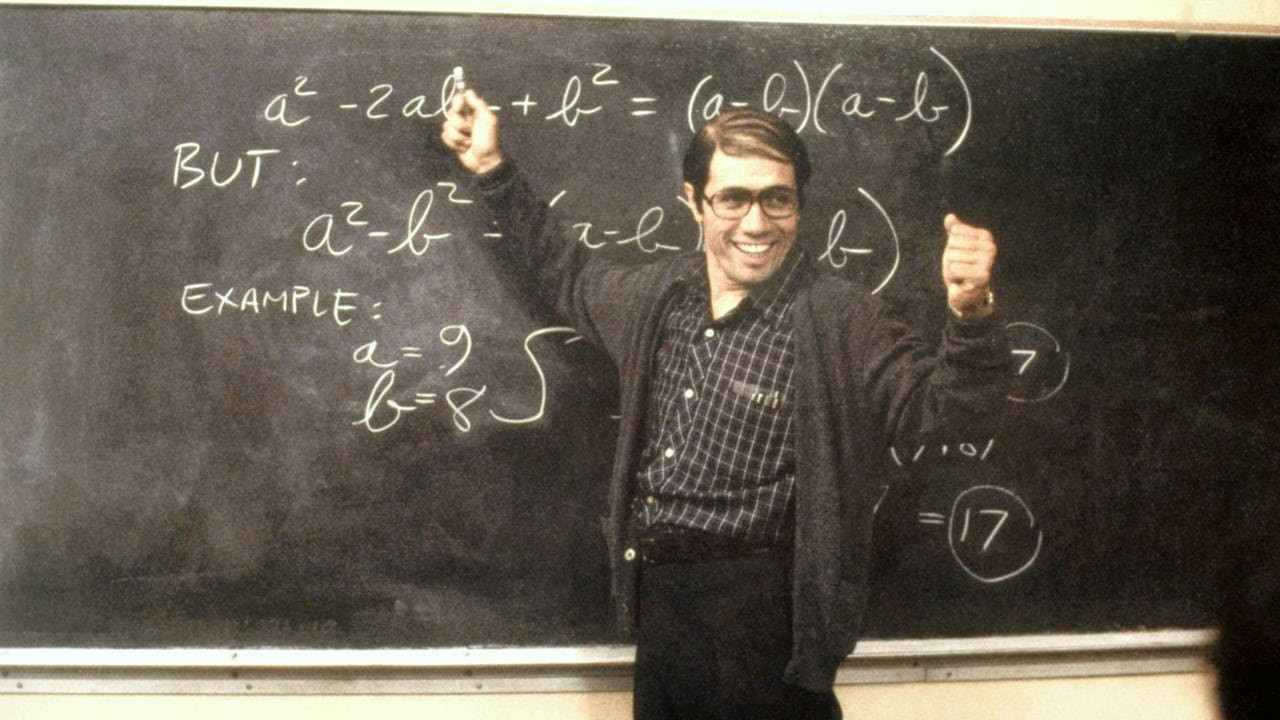 a² - 2ab + b² = (a-b)(a-b)
BUT:
a² - b² = (a-b) b)
EXAMPLE:
a = 9
b = 8
7
= 17